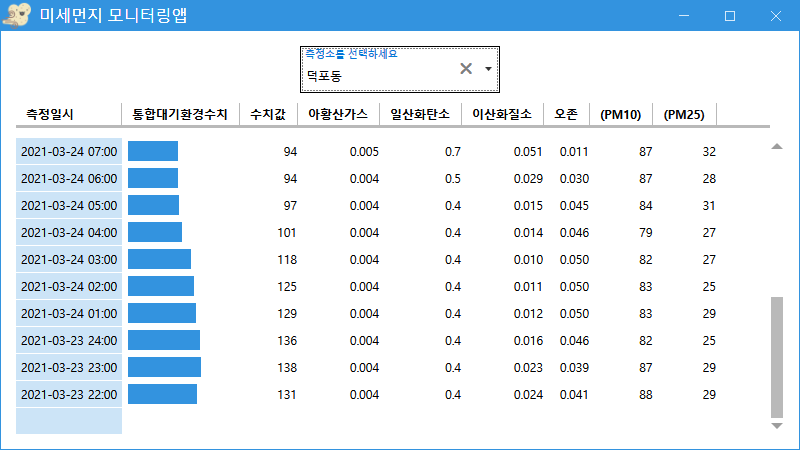 미세먼지 모니터링앱
측정소를 선택하세요
덕포동
측정일시 통합대기환경수치 수치값 아황산가스 일산화탄소 이산화질소 오존 (PM10) (PM25)
2021-03-24 07:00 94 0.005 0.7 0.051 0.011 87 32
2021-03-24 06:00 94 0.004 0.5 0.029 0.030 87 28
2021-03-24 05:00 97 0.004 0.4 0.015 0.045 84 31
2021-03-24 04:00 101 0.004 0.4 0.014 0.046 79 27
2021-03-24 03:00 118 0.004 0.4 0.010 0.050 82 27
2021-03-24 02:00 125 0.004 0.4 0.011 0.050 83 25
2021-03-24 01:00 129 0.004 0.4 0.012 0.050 83 29
2021-03-23 24:00 136 0.004 0.4 0.016 0.046 82 25
2021-03-23 23:00 138 0.004 0.4 0.023 0.039 87 29
2021-03-23 22:00 131 0.004 0.4 0.024 0.041 88 29